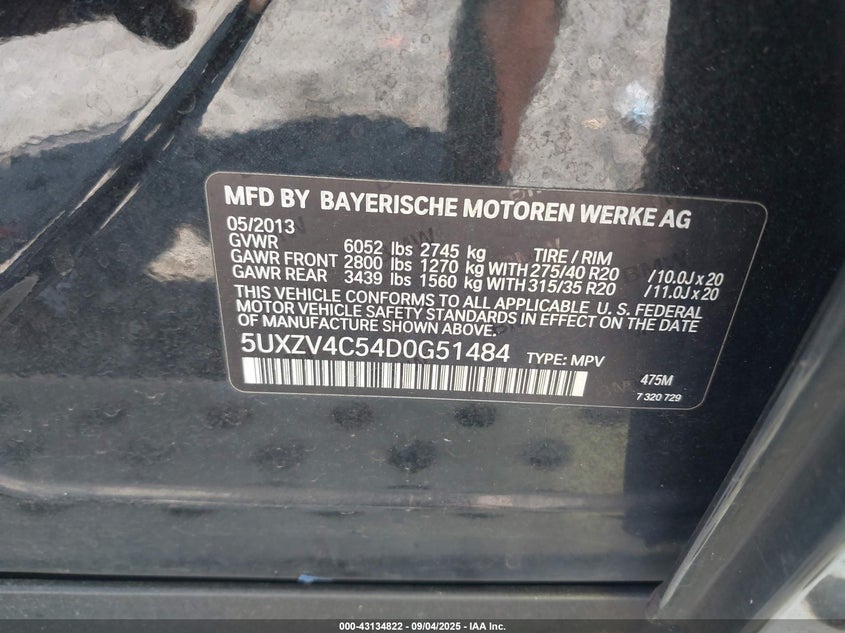 MFD BY BAYERISCHE MOTOREN WERKE AG
05/2013
GVWR 6052 lbs 2745 kg TIRE / RIM
GAWR FRONT 2800 lbs 1270 kg WITH 275/40 R20 /10.0J x 20
GAWR REAR 3439 lbs 1560 kg WITH 315/35 R20 /11.0J x 20
THIS VEHICLE CONFORMS TO ALL APPLICABLE U. S. FEDERAL
MOTOR VEHICLE SAFETY STANDARDS IN EFFECT ON THE DATE
OF MANUFACTURE SHOWN ABOVE.
5UXZV4C54D0G51484 TYPE: MPV
475M
7 320 729
000-43134822 - 09/04/2025 - IAA Inc.